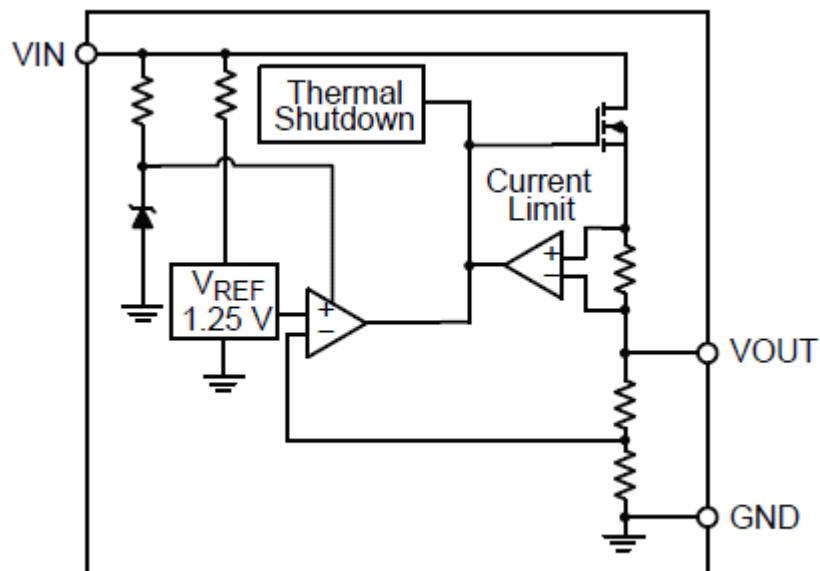 VIN
Thermal
Shutdown
Current
Limit
+
−
VREF
1.25 V
+
−
VOUT
GND